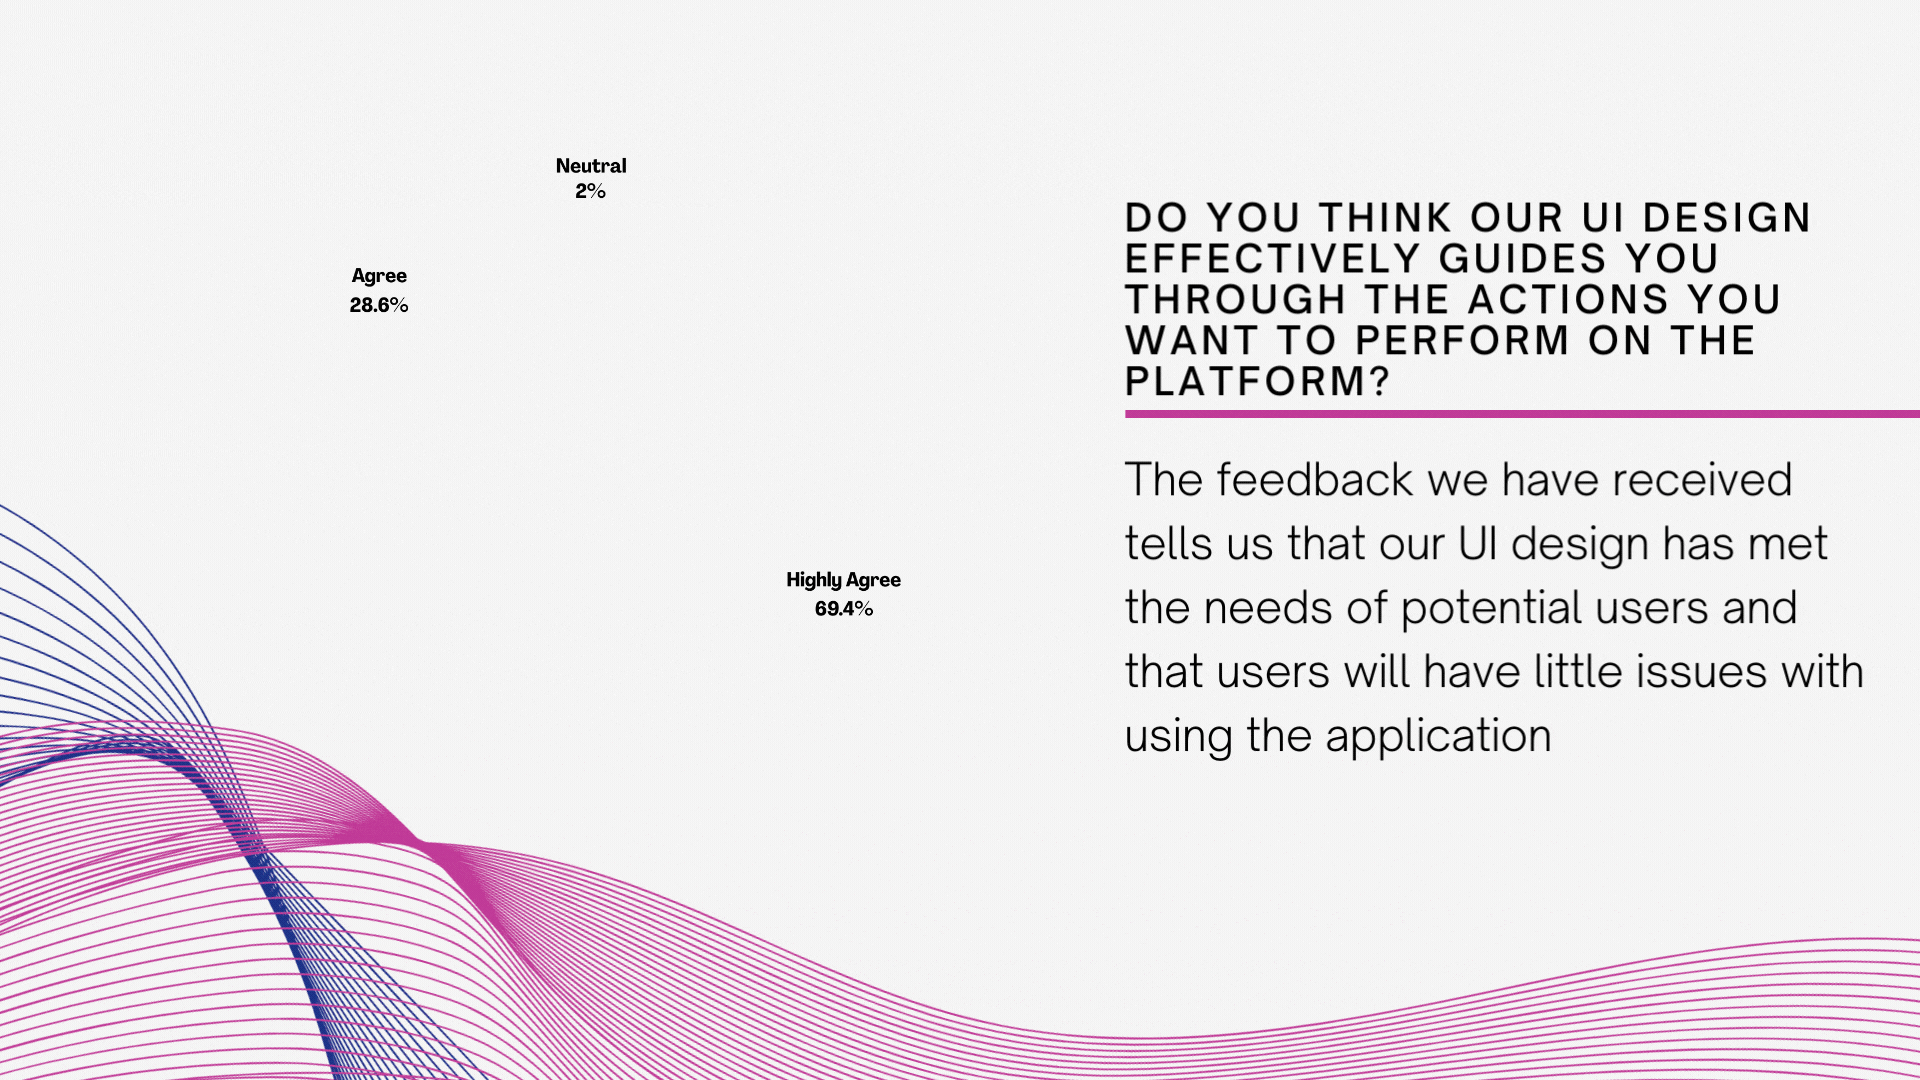 Neutral
2%
Agree
28.6%
Highly Agree
69.4%
DO YOU THINK OUR UI DESIGN
EFFECTIVELY GUIDES YOU
THROUGH THE ACTIONS YOU
WANT TO PERFORM ON THE
PLATFORM?
The feedback we have received
tells us that our UI design has met
the needs of potential users and
that users will have little issues with
using the application